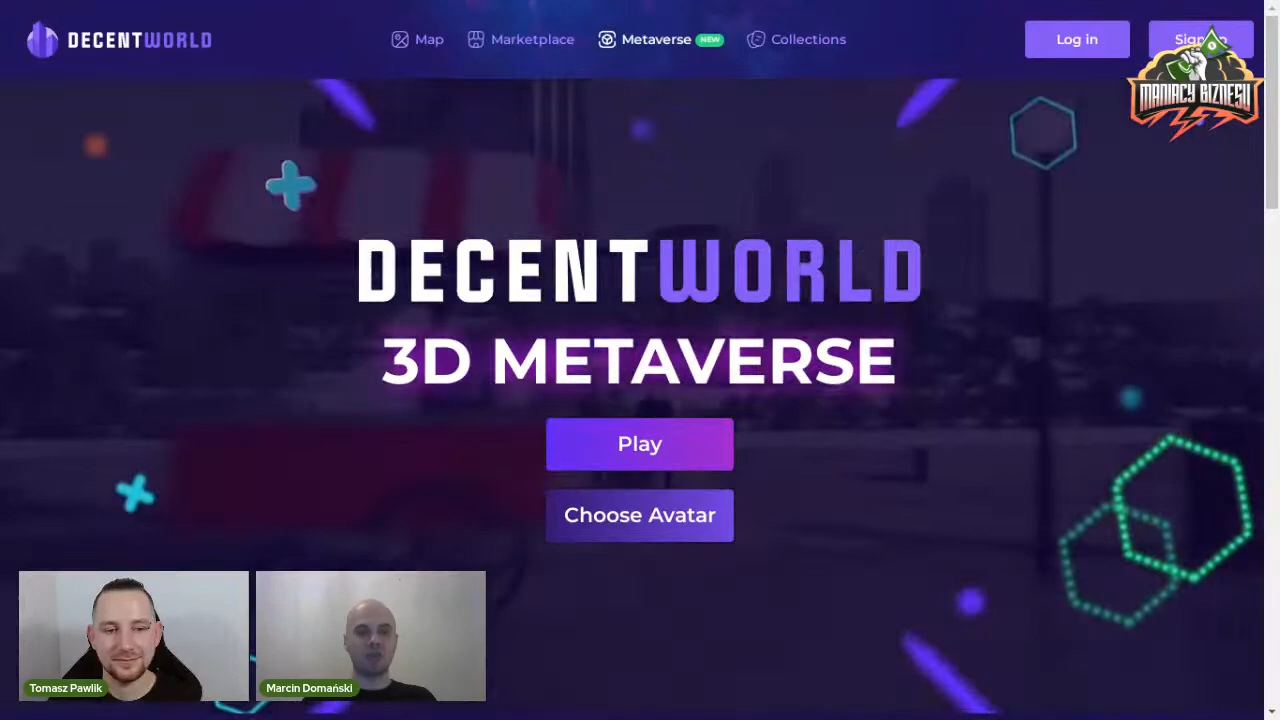 DECENTWORLD
Map
Marketplace
Metaverse NEW
Collections
Log in
MANIACY BIZNESU
DECENTWORLD
3D METAVERSE
Play
Choose Avatar
Tomasz Pawlik
Marcin Domański